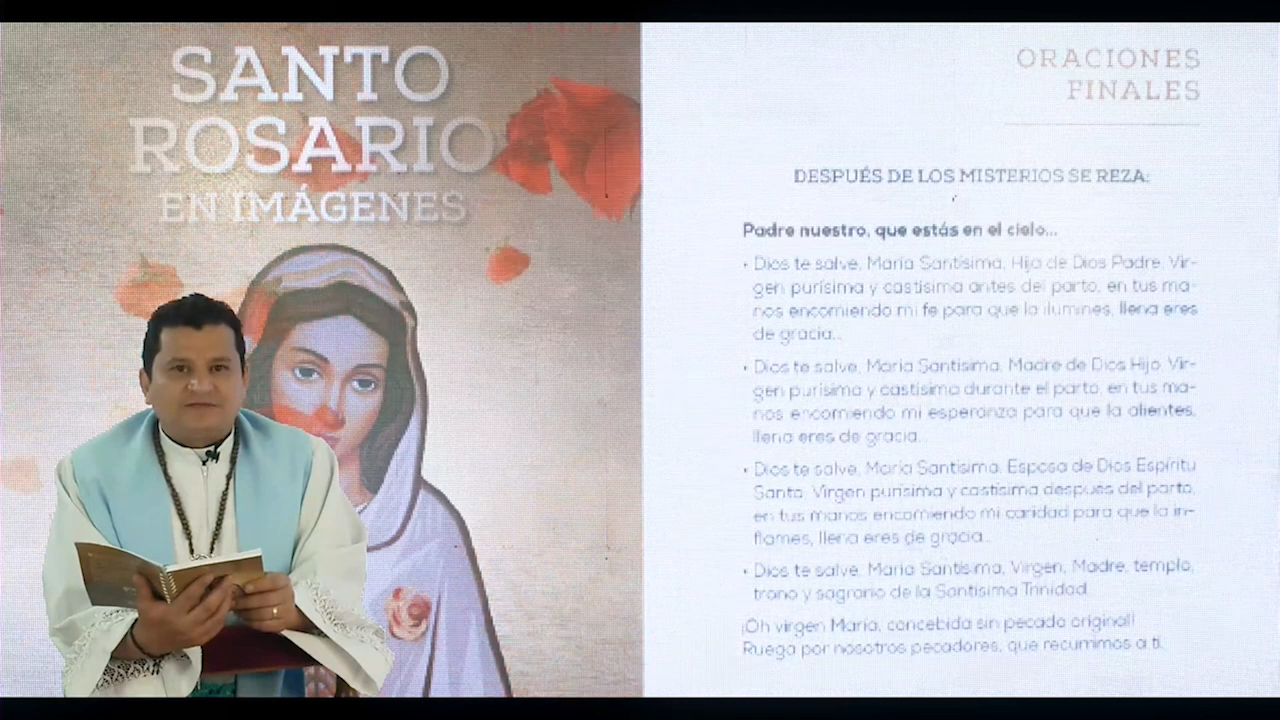 SANTO
ROSARIO
EN IMÁGENES
ORACIONES
FINALES
DESPUÉS DE LOS MISTERIOS SE REZA:
Padre nuestro, que estás en el cielo...
• Dios te salve, María Santísima, Hija de Dios Padre, Vir-
gen purísima y castísima antes del parto, en tus ma-
nos encomiendo mi fe para que la ilumines, llena eres
de gracia...
• Dios te salve, María Santísima, Madre de Dios Hijo, Vir-
gen purísima y castísima durante el parto, en tus ma-
nos encomiendo mi esperanza para que la alientes,
llena eres de gracia...
• Dios te salve, María Santísima, Esposa de Dios Espíritu
Santo, Virgen purísima y castísima después del parto,
en tus manos encomiendo mi caridad para que la in-
flames, llena eres de gracia...
• Dios te salve, María Santísima, Virgen, Madre, templo,
trono y sagrario de la Santísima Trinidad.
¡Oh virgen María, concebida sin pecado original!
Ruega por nosotros pecadores, que recurrimos a ti.